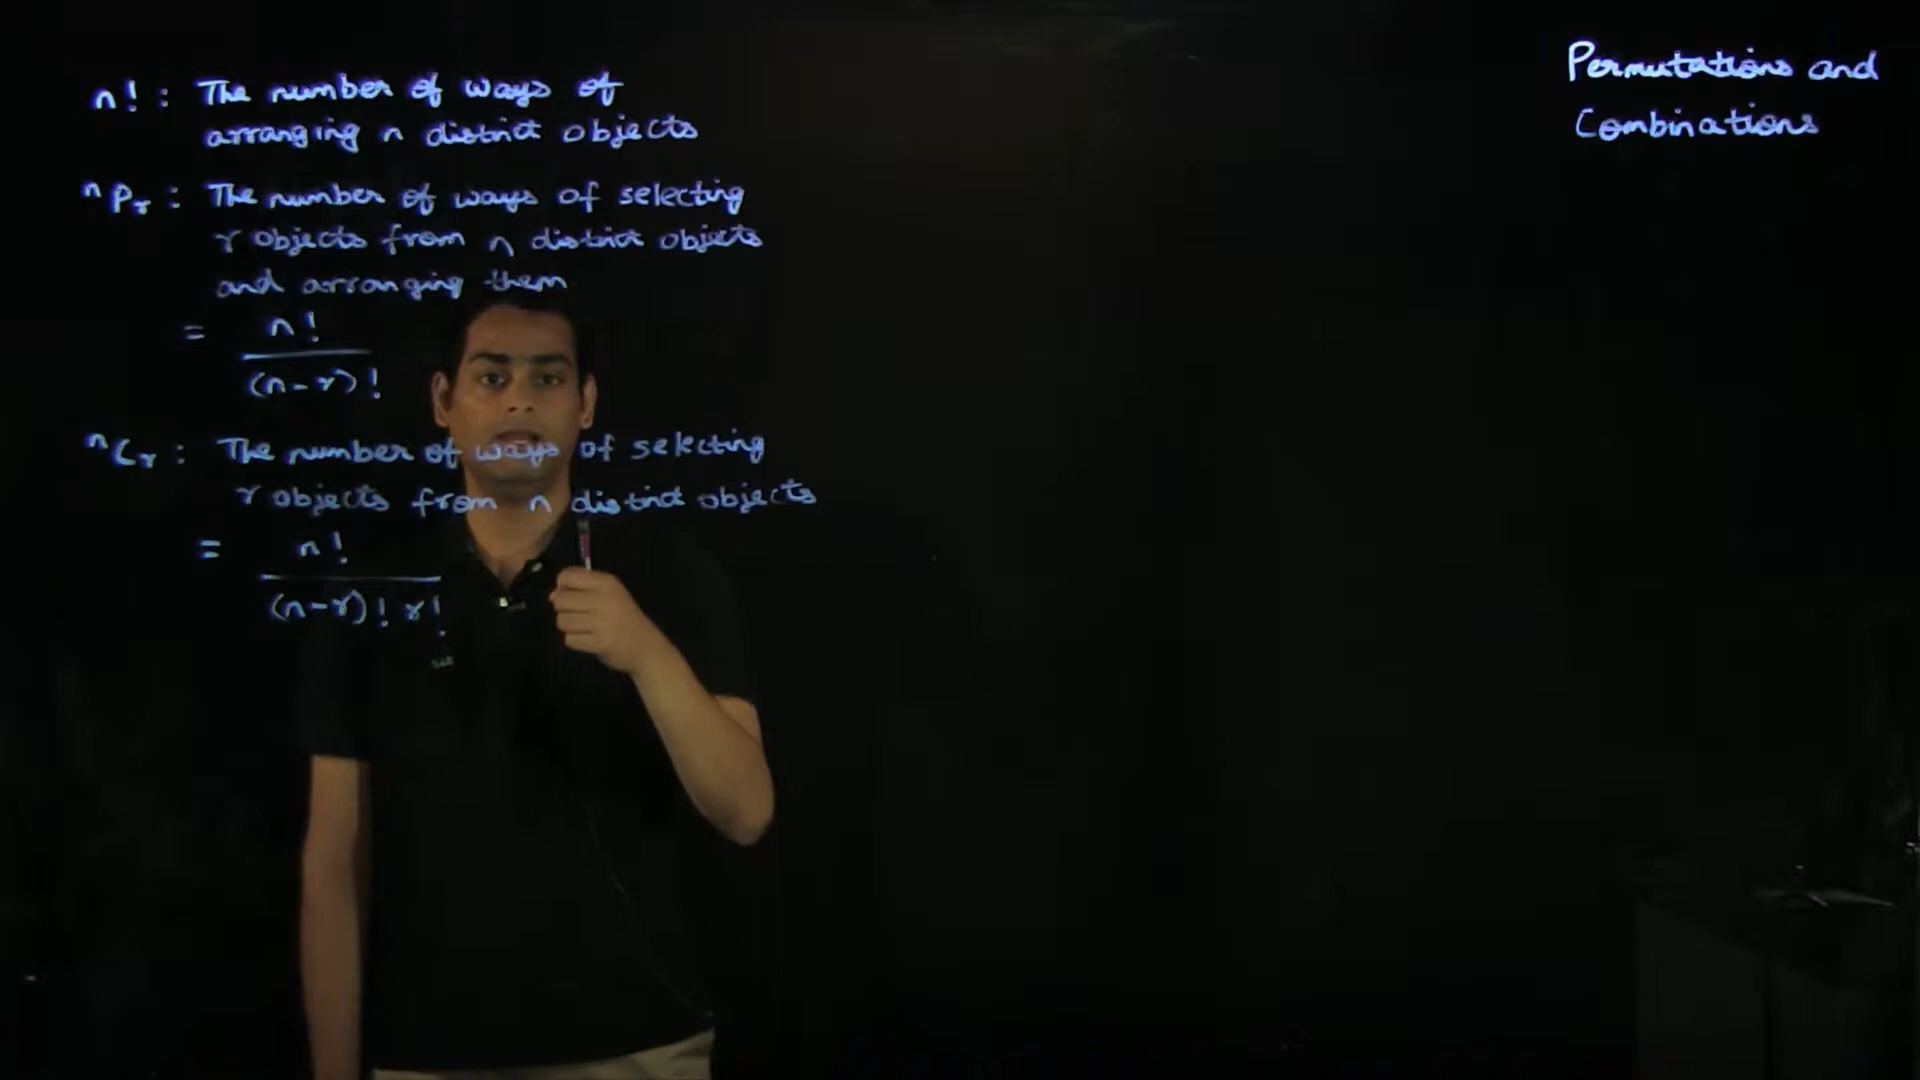 Permutations and
Combinations
n! : The number of ways of
arranging n distinct objects
ⁿPᵣ : The number of ways of selecting
r objects from n distinct objects
and arranging them
= n!
(n-r)!
ⁿCᵣ : The number of ways of selecting
r objects from n distinct objects
= n!
(n-r)! r!